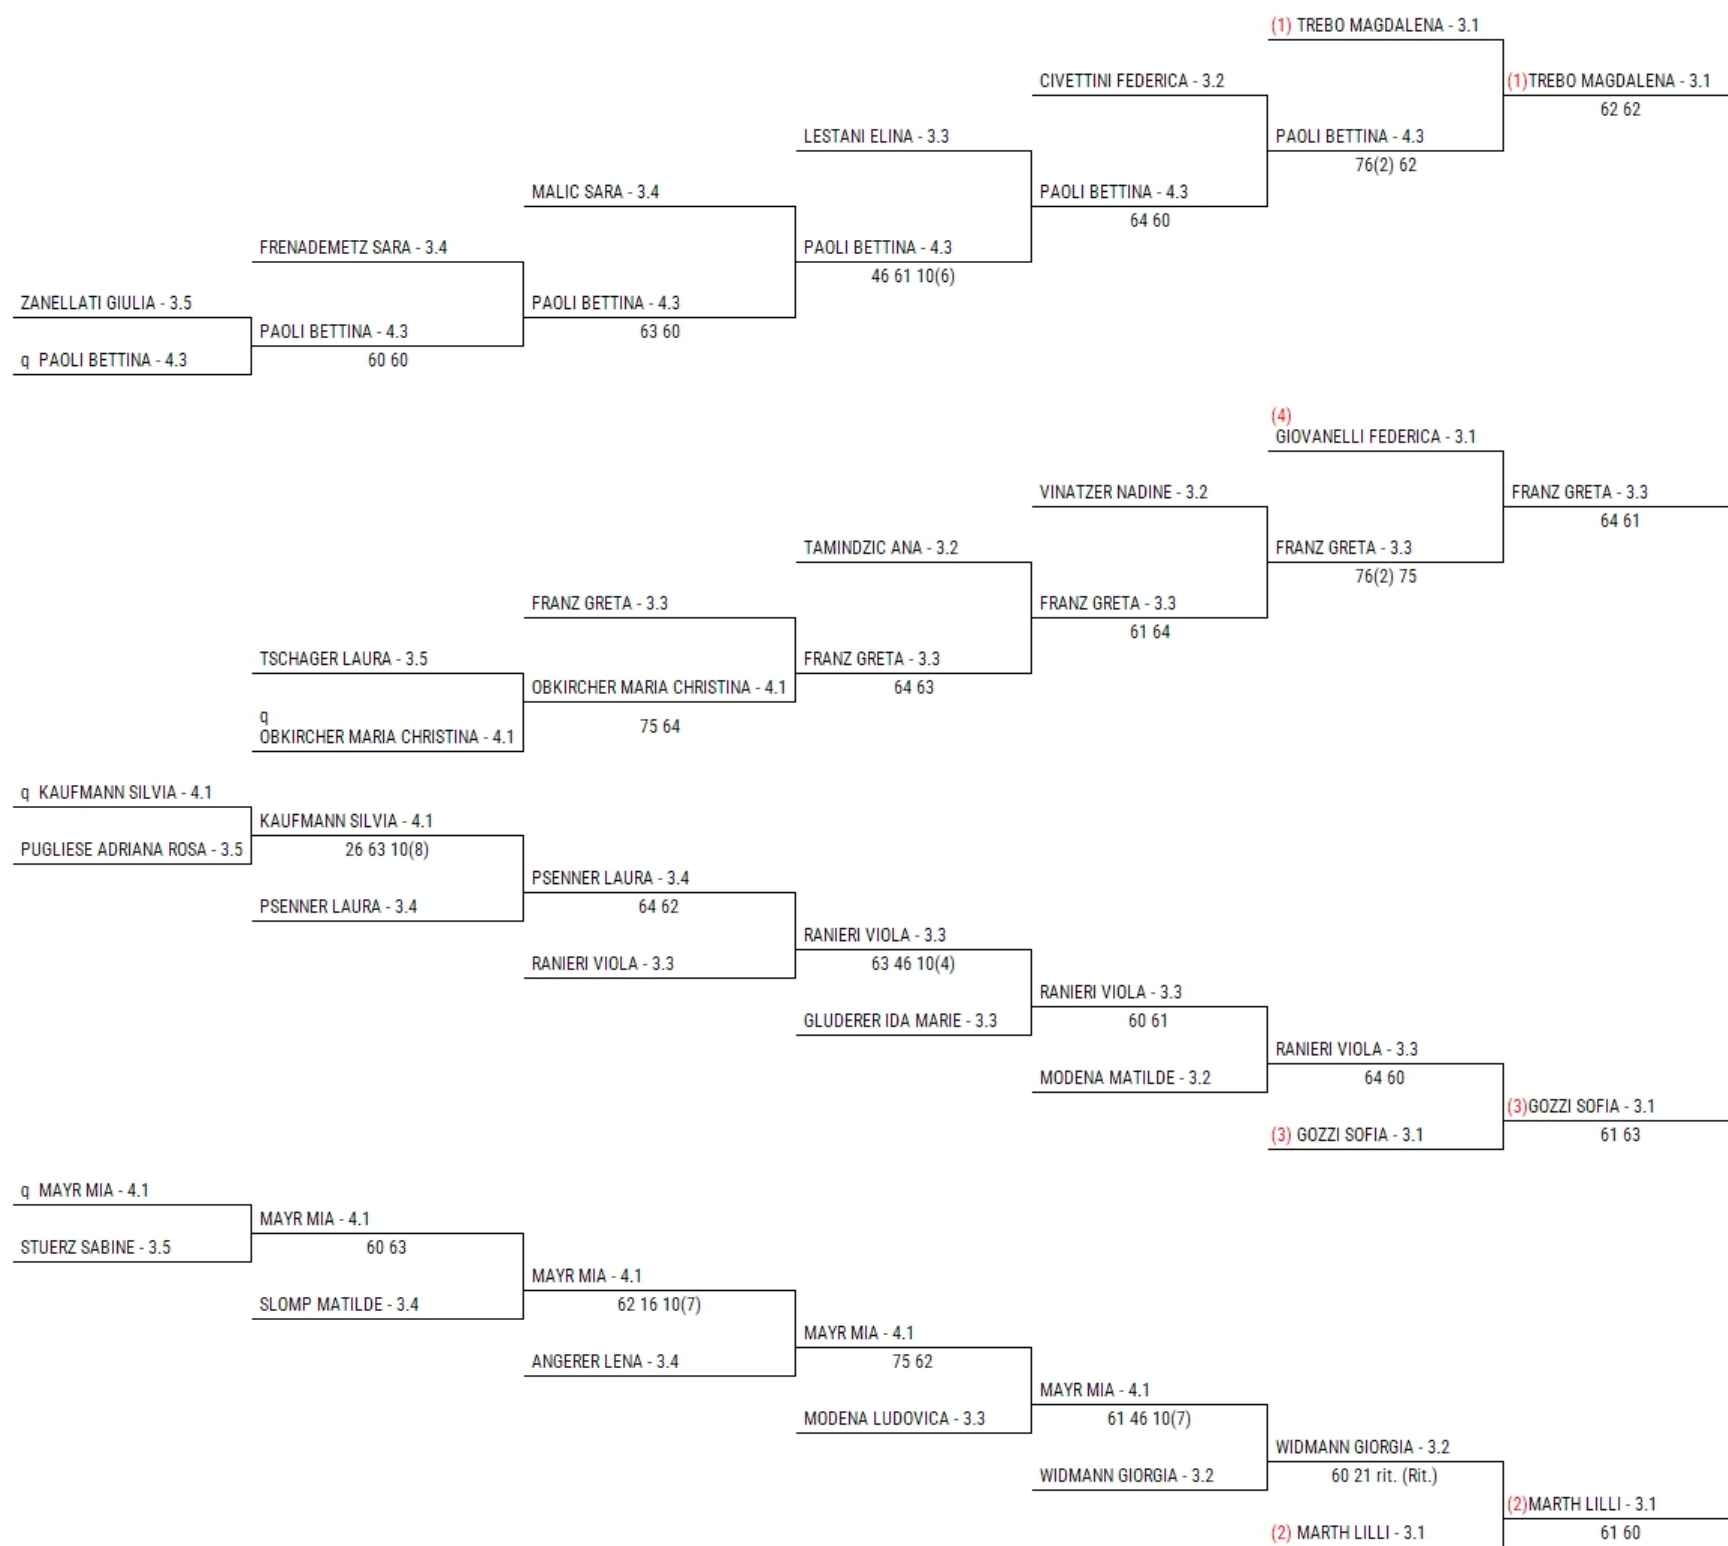 (1) TREBO MAGDALENA - 3.1
CIVETTINI FEDERICA - 3.2
(1)TREBO MAGDALENA - 3.1
62 62
LESTANI ELINA - 3.3
PAOLI BETTINA - 4.3
76(2) 62
MALIC SARA - 3.4
PAOLI BETTINA - 4.3
64 60
FRENADEMETZ SARA - 3.4
PAOLI BETTINA - 4.3
46 61 10(6)
ZANELLATI GIULIA - 3.5
PAOLI BETTINA - 4.3
63 60
PAOLI BETTINA - 4.3
60 60
q PAOLI BETTINA - 4.3
(4)
GIOVANELLI FEDERICA - 3.1
VINATZER NADINE - 3.2
FRANZ GRETA - 3.3
64 61
TAMINDZIC ANA - 3.2
FRANZ GRETA - 3.3
76(2) 75
FRANZ GRETA - 3.3
FRANZ GRETA - 3.3
61 64
TSCHAGER LAURA - 3.5
FRANZ GRETA - 3.3
64 63
OBKIRCHER MARIA CHRISTINA - 4.1
75 64
q
OBKIRCHER MARIA CHRISTINA - 4.1
q KAUFMANN SILVIA - 4.1
KAUFMANN SILVIA - 4.1
26 63 10(8)
PUGLIESE ADRIANA ROSA - 3.5
PSENNER LAURA - 3.4
64 62
PSENNER LAURA - 3.4
RANIERI VIOLA - 3.3
63 46 10(4)
RANIERI VIOLA - 3.3
RANIERI VIOLA - 3.3
60 61
GLUDERER IDA MARIE - 3.3
RANIERI VIOLA - 3.3
64 60
MODENA MATILDE - 3.2
(3)GOZZI SOFIA - 3.1
61 63
(3) GOZZI SOFIA - 3.1
q MAYR MIA - 4.1
MAYR MIA - 4.1
60 63
STUERZ SABINE - 3.5
MAYR MIA - 4.1
62 16 10(7)
SLOMP MATILDE - 3.4
MAYR MIA - 4.1
75 62
ANGERER LENA - 3.4
MAYR MIA - 4.1
61 46 10(7)
MODENA LUDOVICA - 3.3
WIDMANN GIORGIA - 3.2
60 21 rit. (Rit.)
WIDMANN GIORGIA - 3.2
(2)MARTH LILLI - 3.1
61 60
(2) MARTH LILLI - 3.1